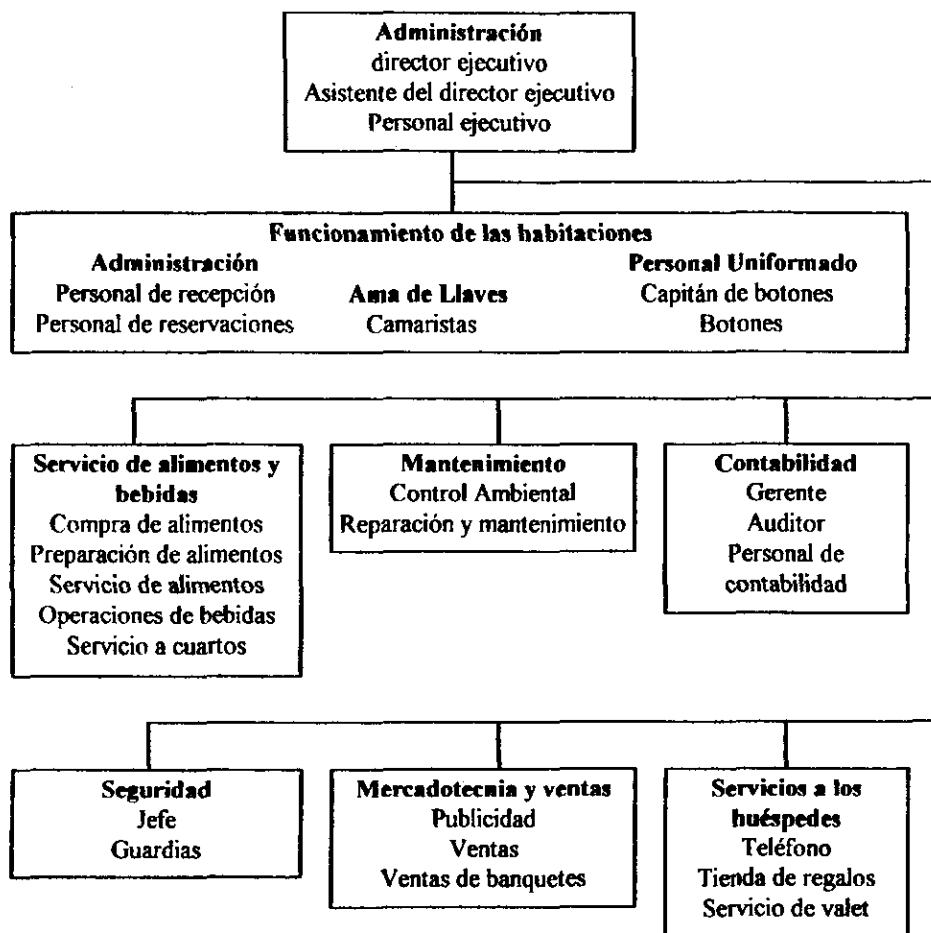 Administración
director ejecutivo
Asistente del director ejecutivo
Personal ejecutivo
Funcionamiento de las habitaciones
Administración
Personal de recepción
Personal de reservaciones
Ama de Llaves
Camaristas
Personal Uniformado
Capitán de botones
Botones
Servicio de alimentos y
bebidas
Compra de alimentos
Preparación de alimentos
Servicio de alimentos
Operaciones de bebidas
Servicio a cuartos
Mantenimiento
Control Ambiental
Reparación y mantenimiento
Contabilidad
Gerente
Auditor
Personal de
contabilidad
Seguridad
Jefe
Guardias
Mercadotecnia y ventas
Publicidad
Ventas
Ventas de banquetes
Servicios a los
huéspedes
Teléfono
Tienda de regalos
Servicio de valet